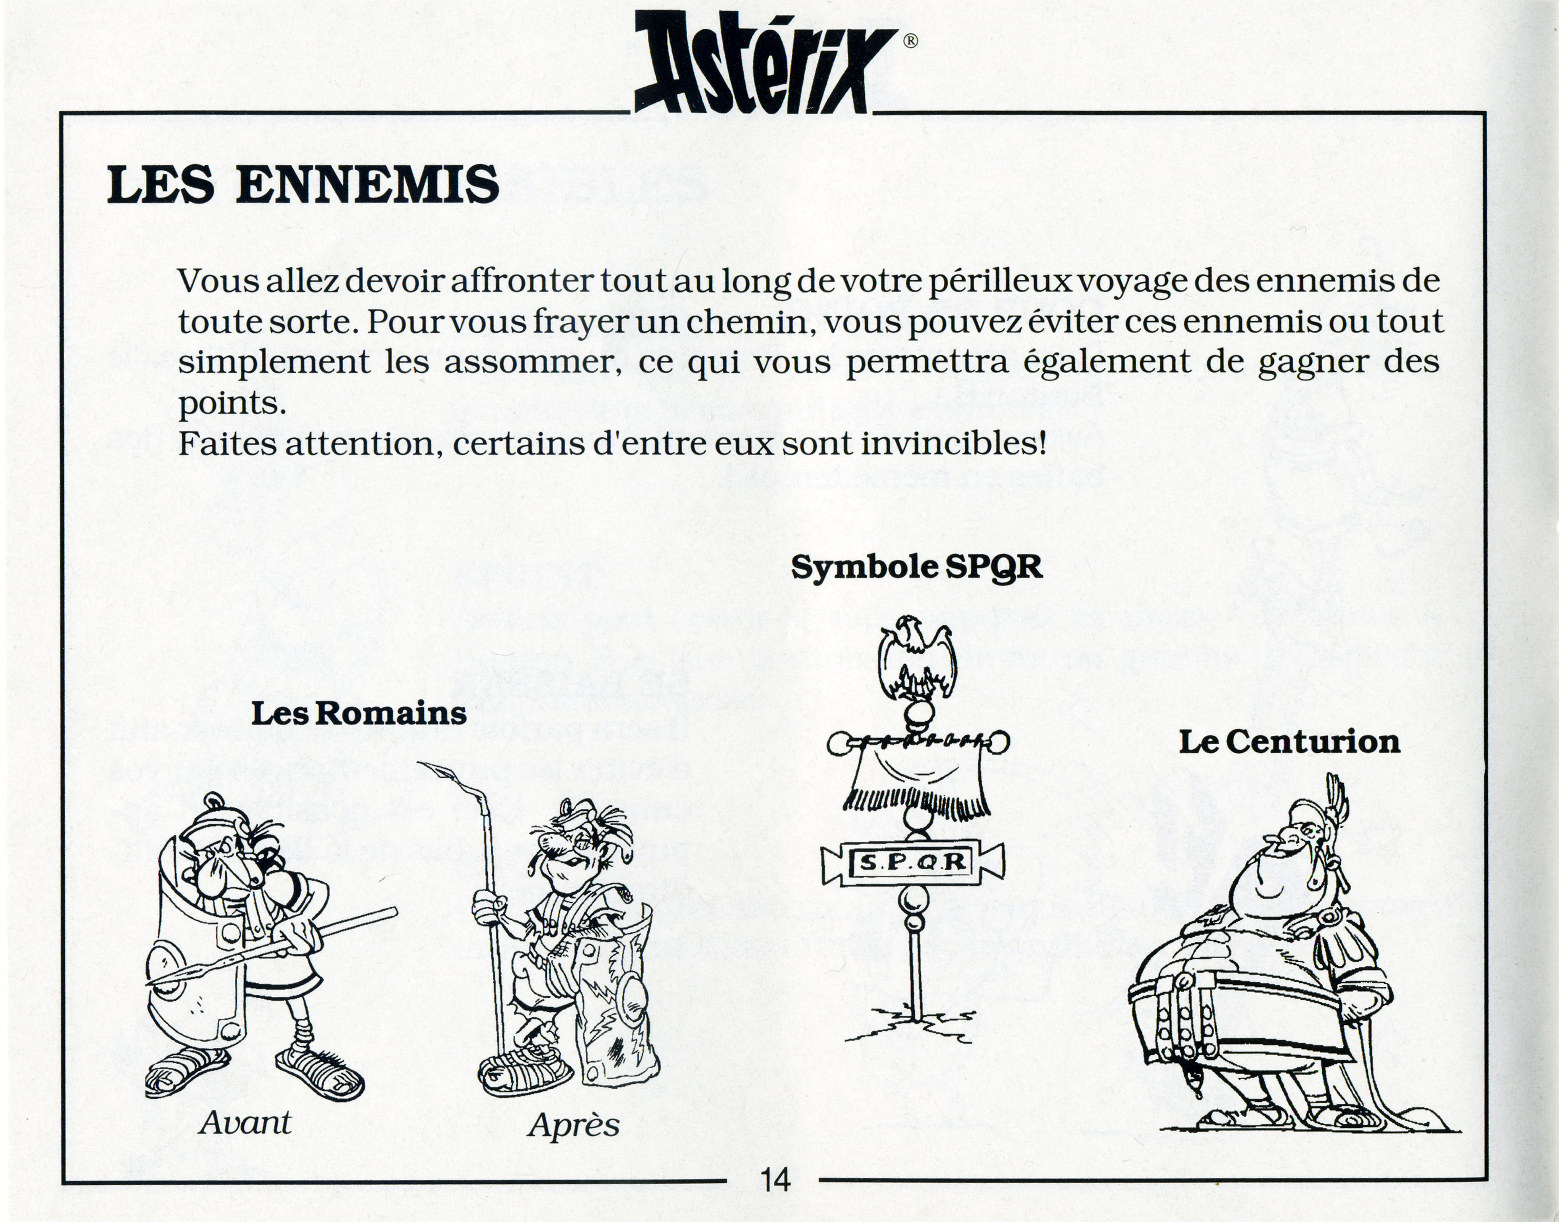 Astérix®
LES ENNEMIS
Vous allez devoir affronter tout au long de votre périlleux voyage des ennemis de
toute sorte. Pour vous frayer un chemin, vous pouvez éviter ces ennemis ou tout
simplement les assommer, ce qui vous permettra également de gagner des
points.
Faites attention, certains d'entre eux sont invincibles!
Symbole SPQR
Les Romains
Le Centurion
S.P.Q.R
Avant
Après
14